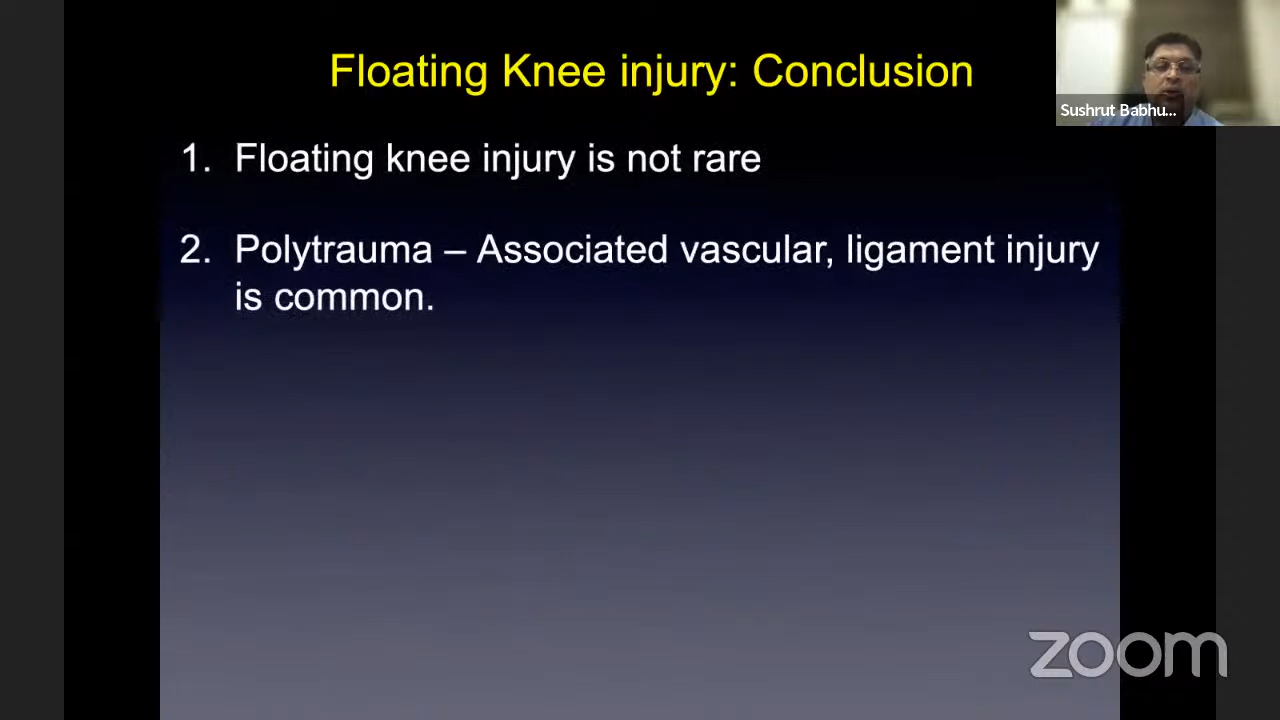 Floating Knee injury: Conclusion
Sushrut Babhu...
1. Floating knee injury is not rare
2. Polytrauma – Associated vascular, ligament injury
is common.
zoom